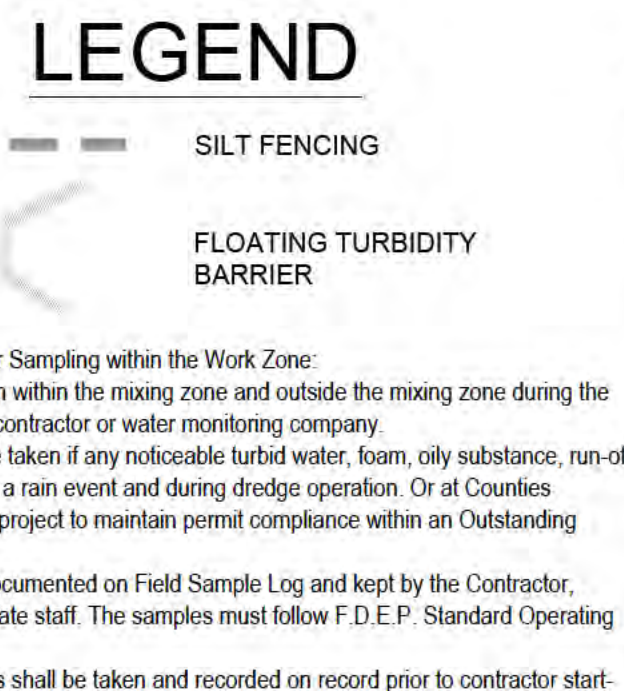 LEGEND
SILT FENCING
FLOATING TURBIDITY
BARRIER
Sampling within the Work Zone:
within the mixing zone and outside the mixing zone during the
contractor or water monitoring company.
taken if any noticeable turbid water, foam, oily substance, run-of
a rain event and during dredge operation. Or at Counties
project to maintain permit compliance within an Outstanding
ocumented on Field Sample Log and kept by the Contractor,
ate staff. The samples must follow F.D.E.P. Standard Operating
s shall be taken and recorded on record prior to contractor start-